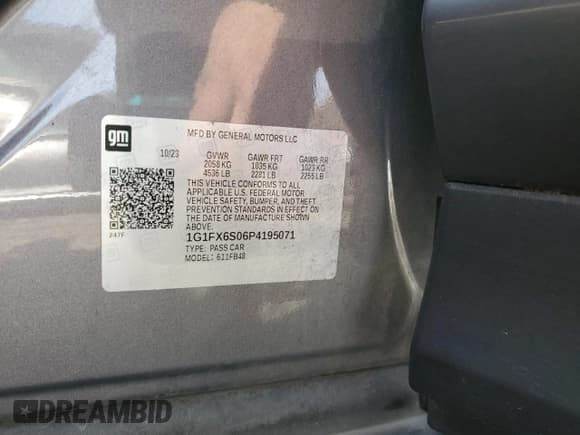 gm
MFD BY GENERAL MOTORS LLC
10/23 GVWR GAWR FRT GAWR RR
2058 KG 1035 KG 1023 KG
4536 LB 2281 LB 2255 LB
THIS VEHICLE CONFORMS TO ALL
APPLICABLE U.S. FEDERAL MOTOR
VEHICLE SAFETY, BUMPER, AND THEFT
PREVENTION STANDARDS IN EFFECT ON
THE DATE OF MANUFACTURE SHOWN
ABOVE.
247F
1G1FX6S06P4195071
TYPE: PASS CAR
MODEL: 611FB48
DREAMBID